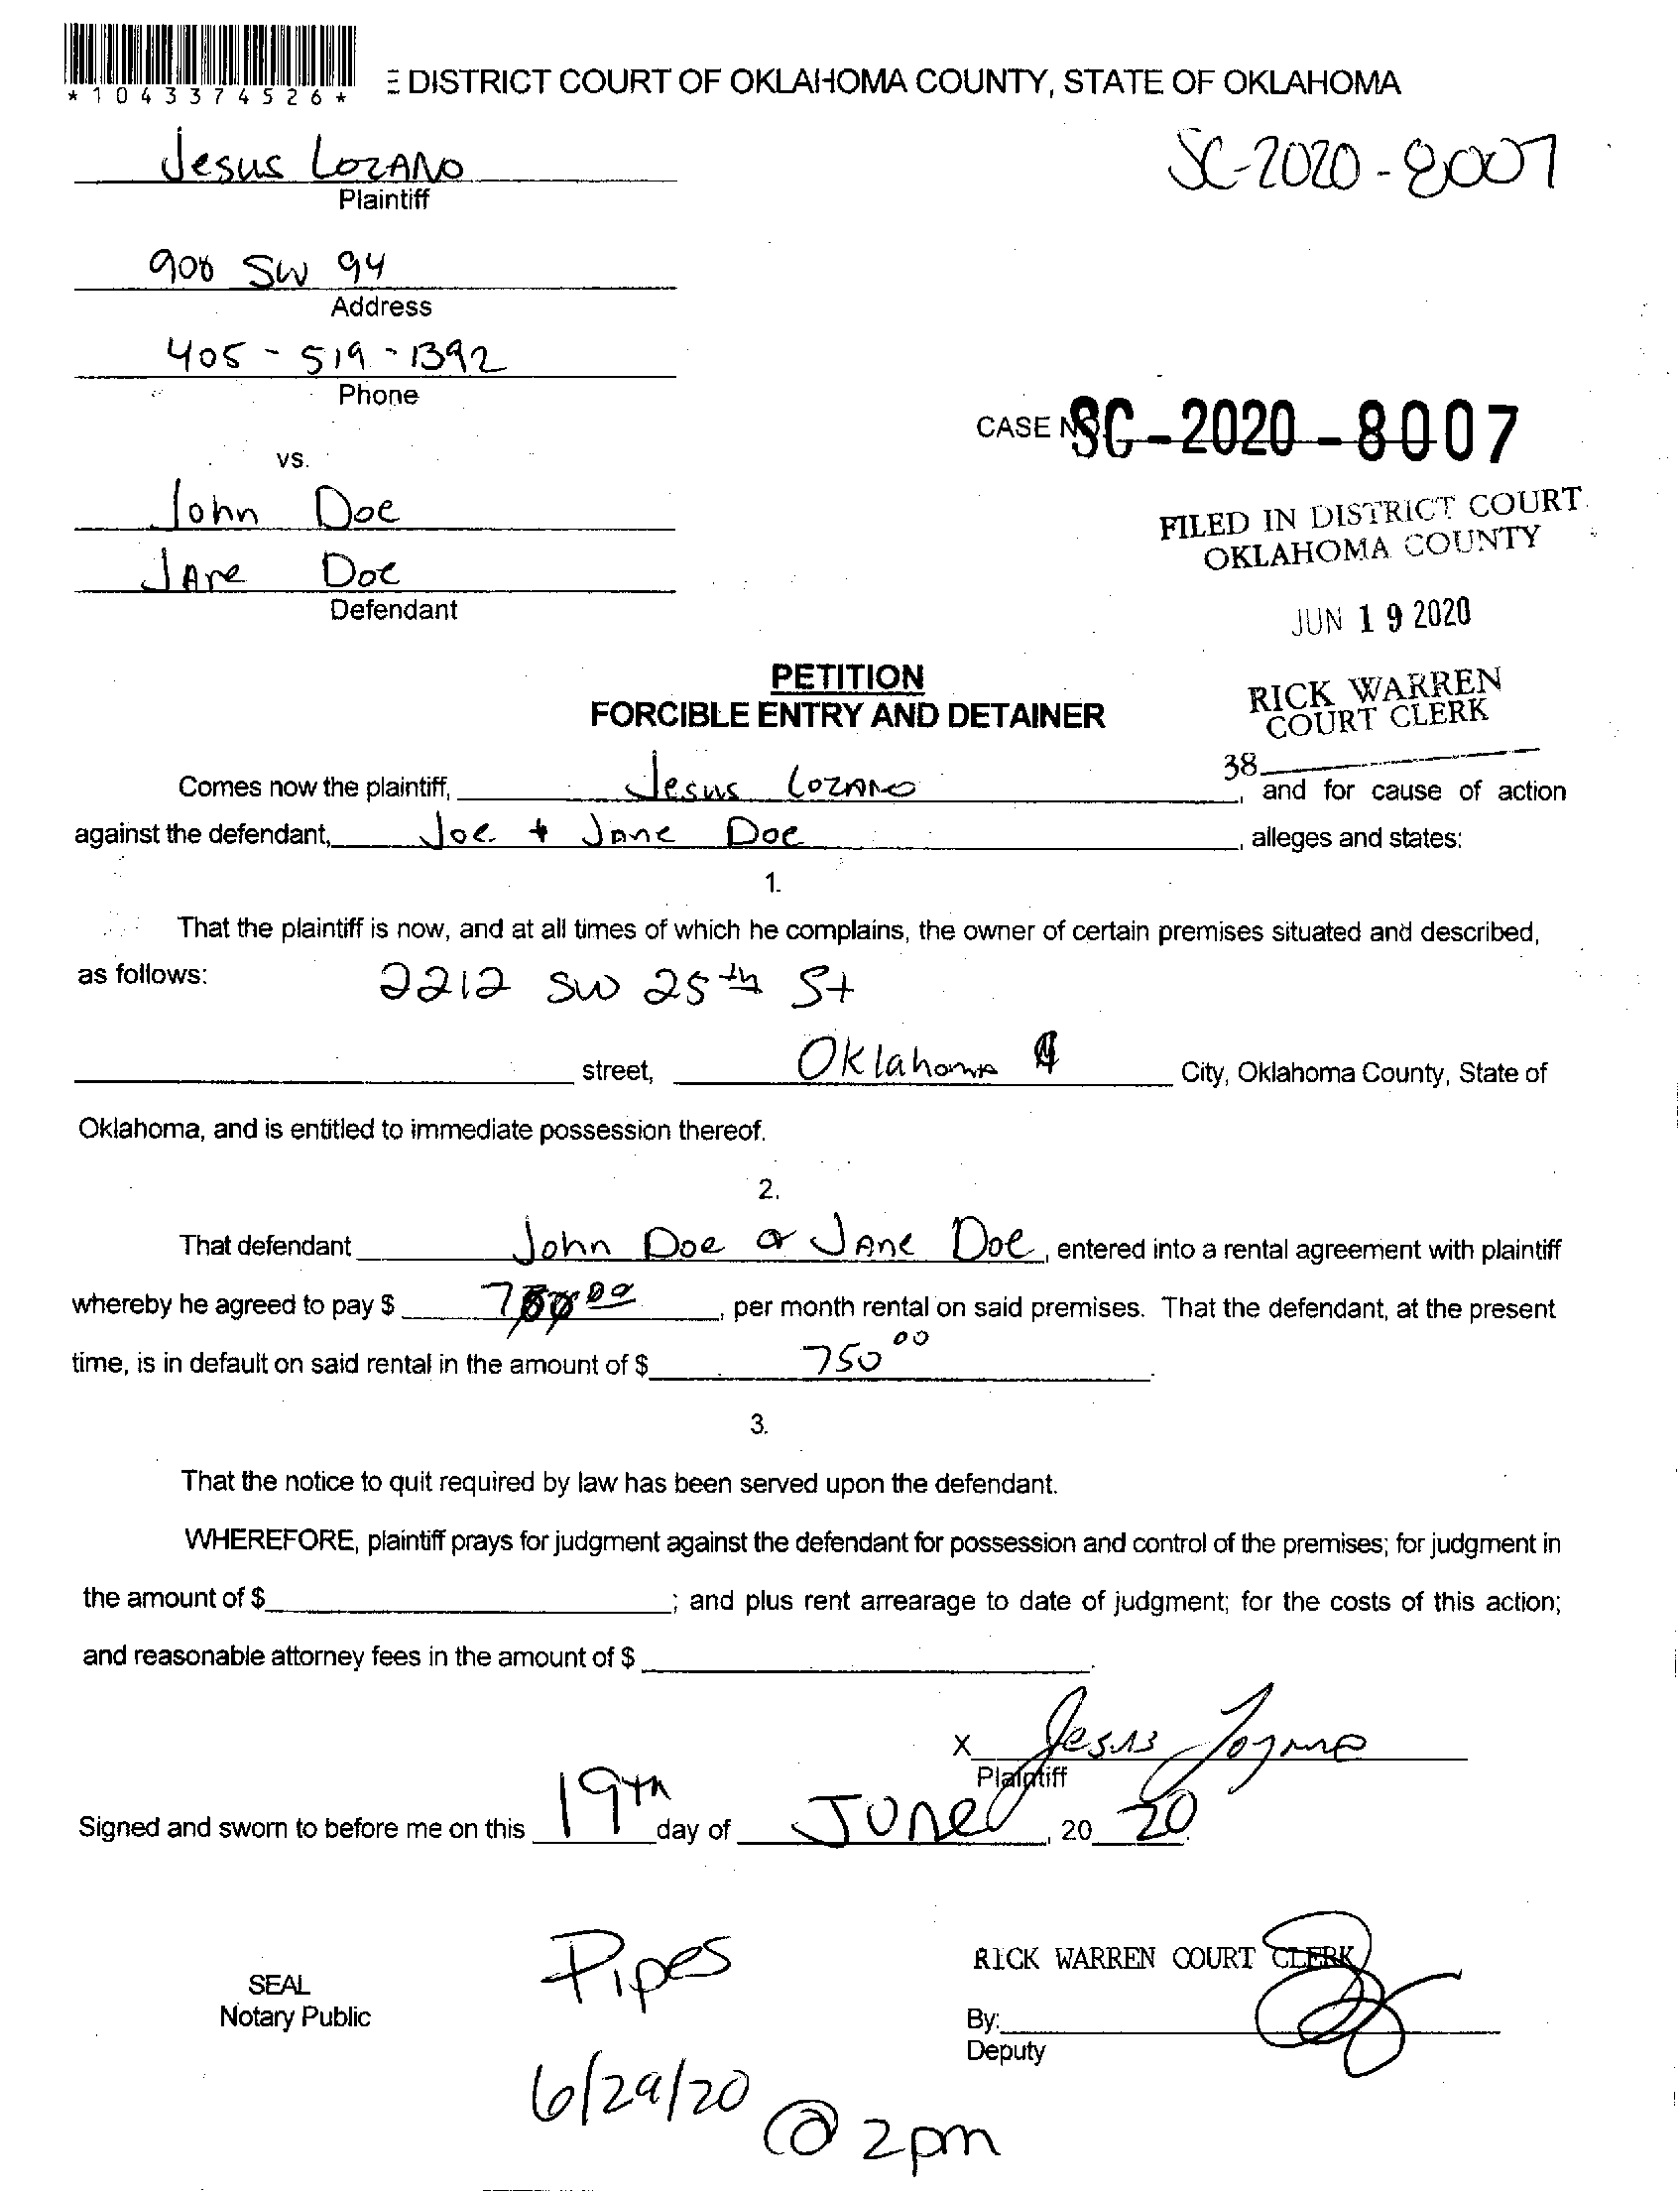 *1043374526*
DISTRICT COURT OF OKLAHOMA COUNTY, STATE OF OKLAHOMA
Jesus LOZANO
Plaintiff
SC-2020-8007
908 SW 94
Address
405-519-1392
Phone
CASE NO. SC-2020-8007
vs.
John Doe
FILED IN DISTRICT COURT
OKLAHOMA COUNTY
Jane Doe
Defendant
JUN 19 2020
PETITION
FORCIBLE ENTRY AND DETAINER
RICK WARREN
COURT CLERK
38
Comes now the plaintiff, Jesus Lozano, and for cause of action
against the defendant, Joe + Jane Doe, alleges and states:
1.
That the plaintiff is now, and at all times of which he complains, the owner of certain premises situated and described,
as follows: 2212 SW 25th St
street, Oklahoma City, Oklahoma County, State of
Oklahoma, and is entitled to immediate possession thereof.
2.
That defendant John Doe or Jane Doe, entered into a rental agreement with plaintiff
whereby he agreed to pay $ , per month rental on said premises. That the defendant, at the present
time, is in default on said rental in the amount of $ 750 00.
3.
That the notice to quit required by law has been served upon the defendant.
WHEREFORE, plaintiff prays for judgment against the defendant for possession and control of the premises; for judgment in
the amount of $ ; and plus rent arrearage to date of judgment; for the costs of this action;
and reasonable attorney fees in the amount of $ .
X Jesus Lozano
Plaintiff
Signed and sworn to before me on this 19th day of June, 20 20.
Pipes
RICK WARREN COURT CLERK
SEAL
Notary Public
By:
Deputy
6/29/20 @ 2pm